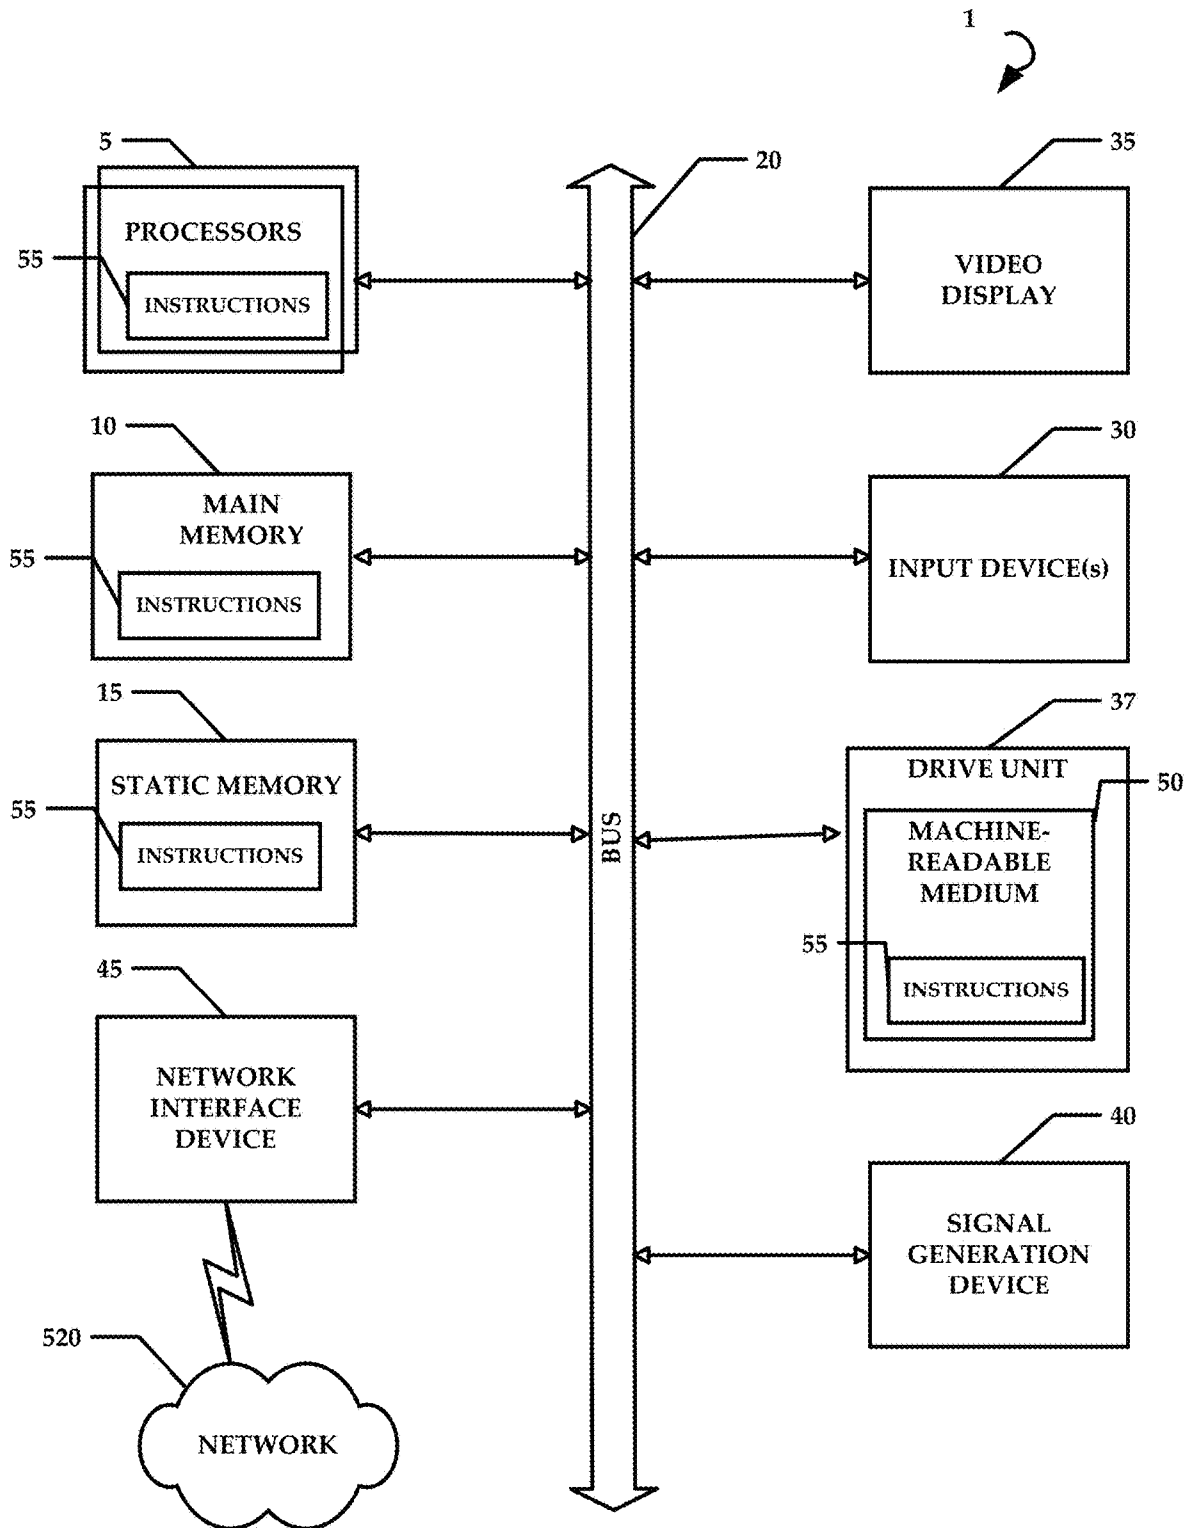 1
5
PROCESSORS
55
INSTRUCTIONS
20
35
VIDEO
DISPLAY
10
MAIN
MEMORY
55
INSTRUCTIONS
30
INPUT DEVICE(s)
15
STATIC MEMORY
55
INSTRUCTIONS
BUS
37
DRIVE UNIT
50
MACHINE-
READABLE
MEDIUM
55
INSTRUCTIONS
45
NETWORK
INTERFACE
DEVICE
40
SIGNAL
GENERATION
DEVICE
520
NETWORK